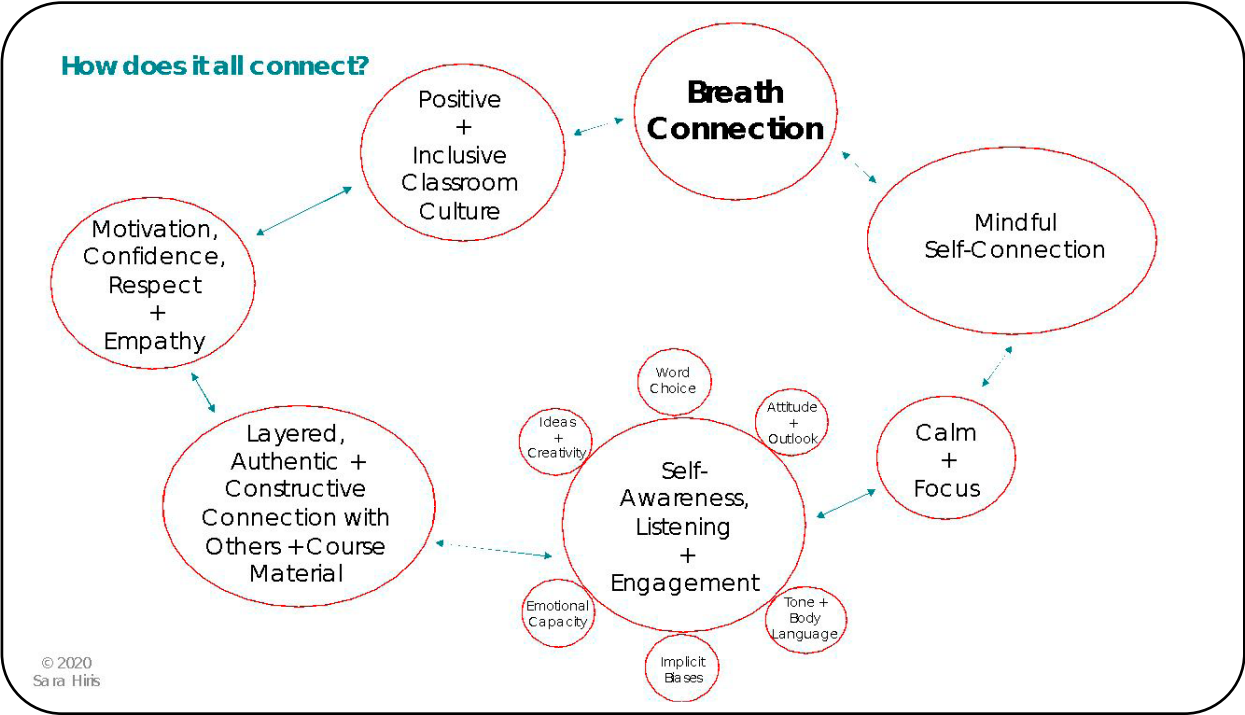 How does it all connect?
Breath
Connection
Positive
+
Inclusive
Classroom
Culture
Mindful
Self-Connection
Motivation,
Confidence,
Respect
+
Empathy
Word
Choice
Attitude
+
Outlook
Ideas
+
Creativity
Calm
+
Focus
Layered,
Authentic +
Constructive
Connection with
Others + Course
Material
Self-
Awareness,
Listening
+
Engagement
Emotional
Capacity
Tone +
Body
Language
Implicit
Biases
© 2020
Sara Hiris